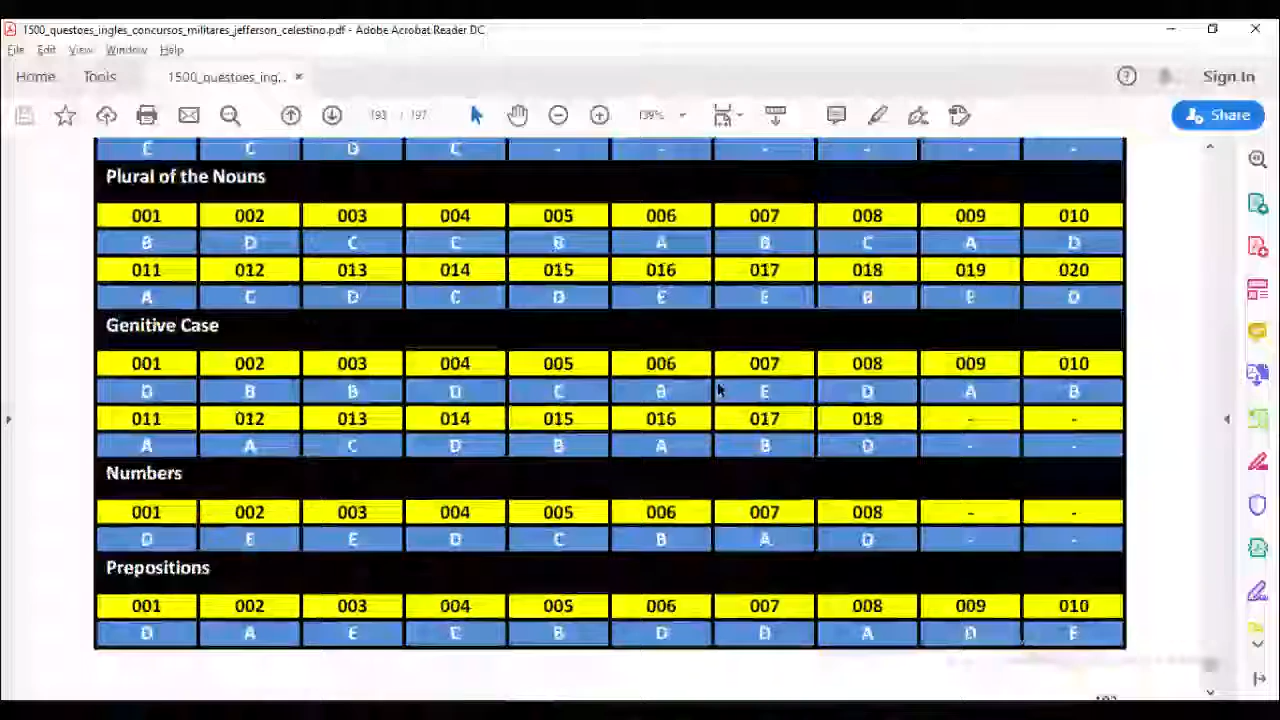 1500_questoes_ingles_concursos_militares_jefferson_celestino.pdf - Adobe Acrobat Reader DC
File Edit View Window Help
Home Tools 1500_questoes_ing... × Sign In
193 / 197 139% Share
C D C - - - - - -
Plural of the Nouns
001 002 003 004 005 006 007 008 009 010
B D C C B A B C A D
011 012 013 014 015 016 017 018 019 020
A C D C D E E B D
Genitive Case
001 002 003 004 005 006 007 008 009 010
D B B D C B E D A B
011 012 013 014 015 016 017 018 - -
A A C D B A B D - -
Numbers
001 002 003 004 005 006 007 008 - -
D E E D C B A D - -
Prepositions
001 002 003 004 005 006 007 008 009 010
D A E C B D D A D E